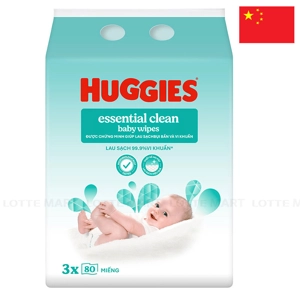 HUGGIES
essential clean
baby wipes
ĐƯỢC CHỨNG MINH GIÚP LAU SẠCH BỤI BẨN VÀ VI KHUẨN
LAU SẠCH 99.9% VI KHUẨN*
LOTTE MART
3x 80 MIẾNG